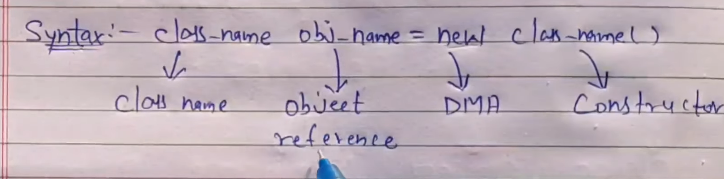 Syntax:- class-name obj-name = new class-name()
class name object DMA Constructor
reference